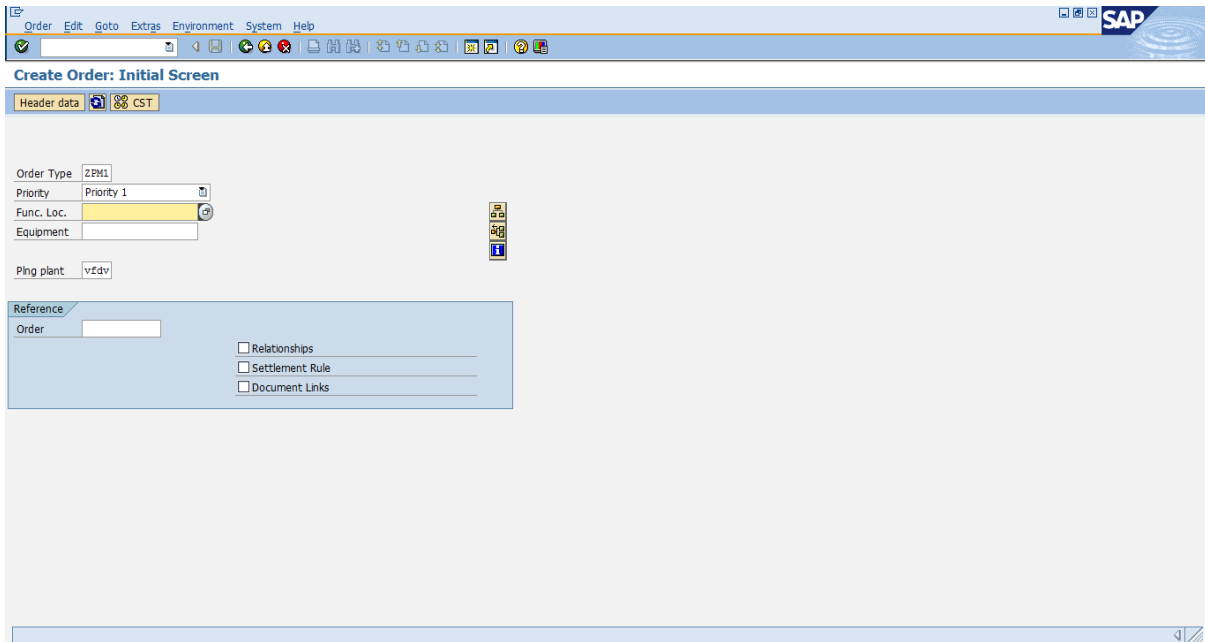 Order Edit Goto Extras Environment System Help
SAP
Create Order: Initial Screen
Header data CST
Order Type ZPM1
Priority Priority 1
Func. Loc.
Equipment
Plng plant vfdv
Reference
Order
Relationships
Settlement Rule
Document Links